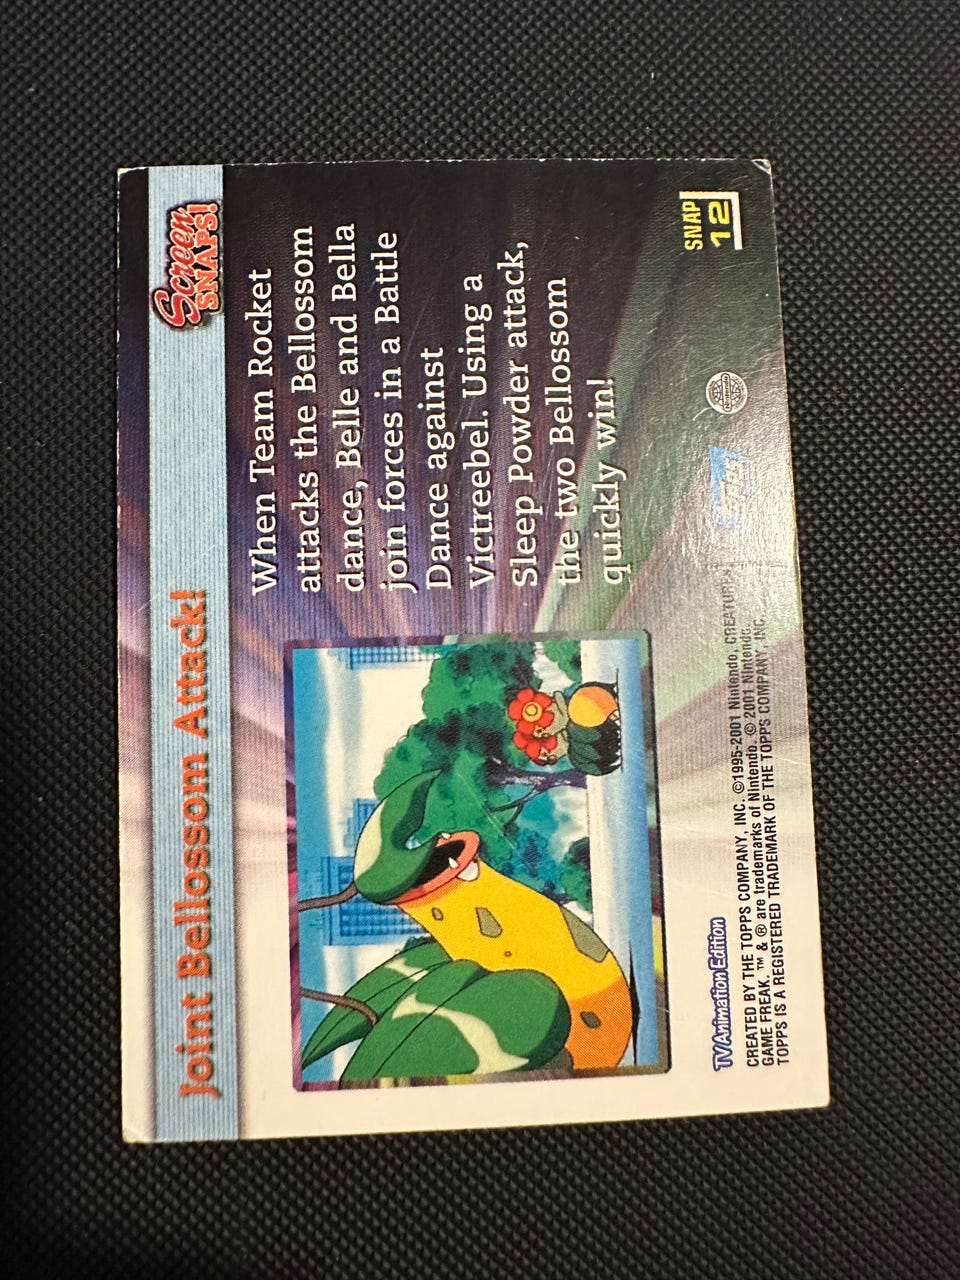 Joint Bellossom Attack!
Screen
SNAPS!
When Team Rocket
attacks the Bellossom
dance, Belle and Bella
join forces in a Battle
Dance against
Victreebel. Using a
Sleep Powder attack,
the two Bellossom
quickly win!
SNAP
12
TV Animation Edition
CREATED BY THE TOPPS COMPANY, INC. ©1995-2001 Nintendo, CREATURES,
GAME FREAK. ™ & ® are trademarks of Nintendo. © 2001 Nintendo.
TOPPS IS A REGISTERED TRADEMARK OF THE TOPPS COMPANY, INC.
Nintendo